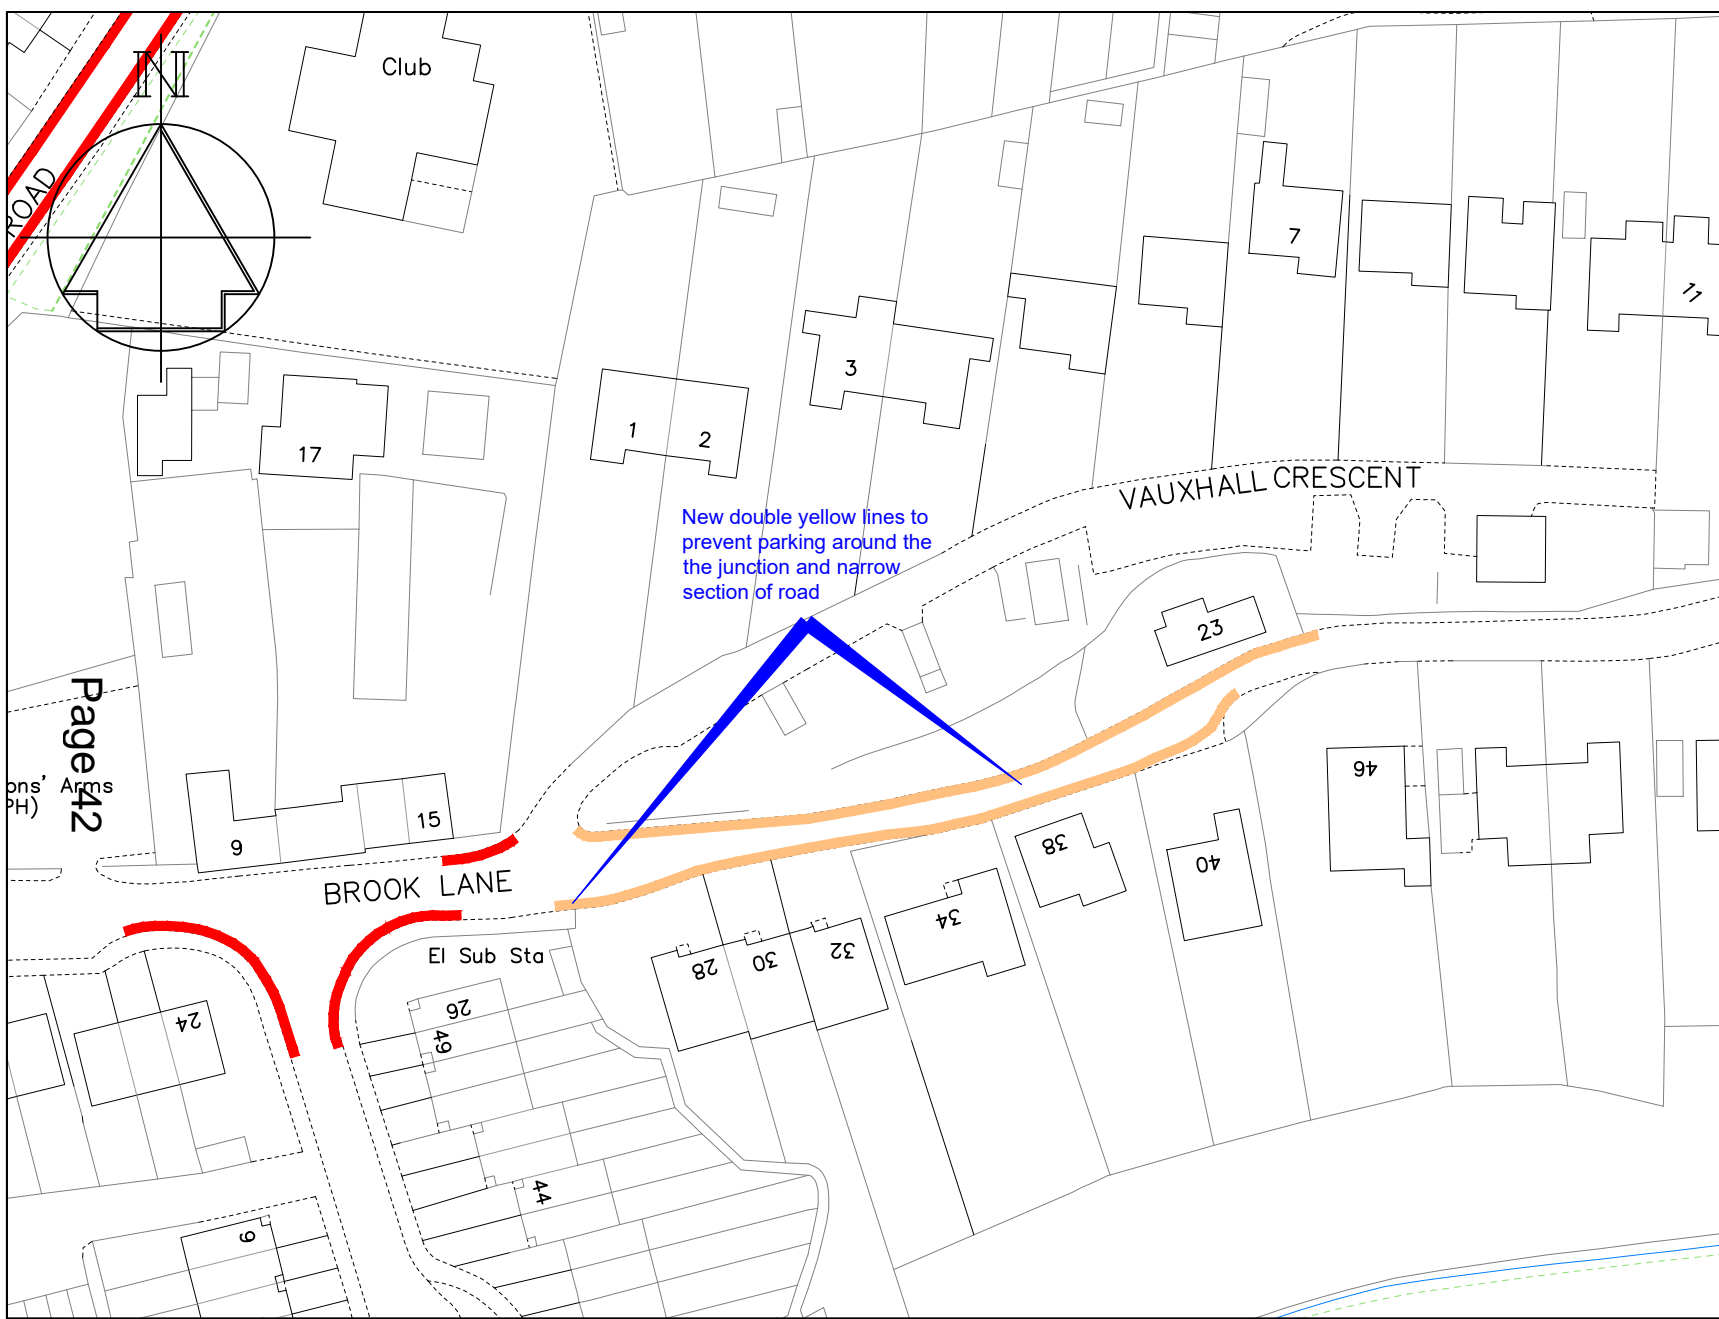 Club
N
ROAD
7
11
3
1
2
17
VAUXHALL CRESCENT
New double yellow lines to
prevent parking around the
the junction and narrow
section of road
23
Page 42
ons' Arms
PH)
9
15
46
38
40
BROOK LANE
34
El Sub Sta
28
30
32
24
26
49
44
9